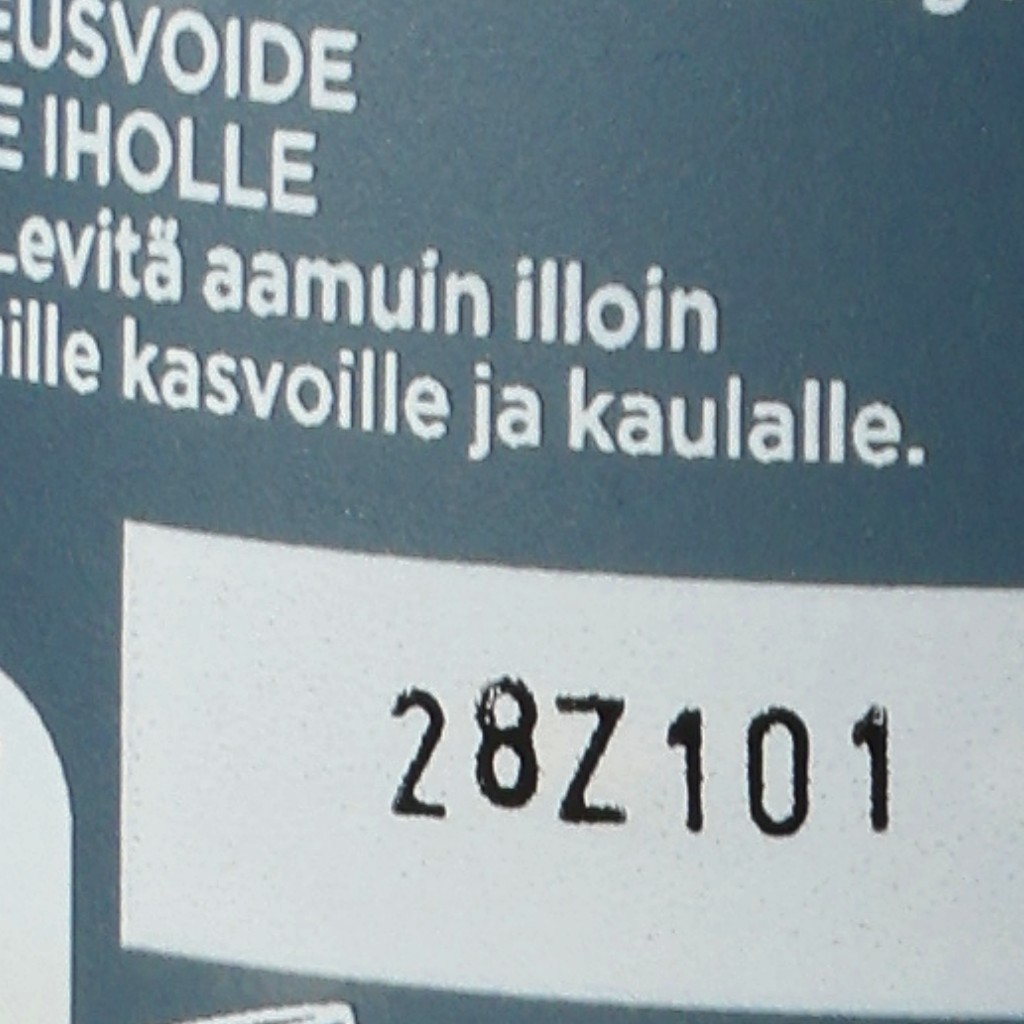 EUSVOIDE
E IHOLLE
Levitä aamuin illoin
ille kasvoille ja kaulalle.
28Z101